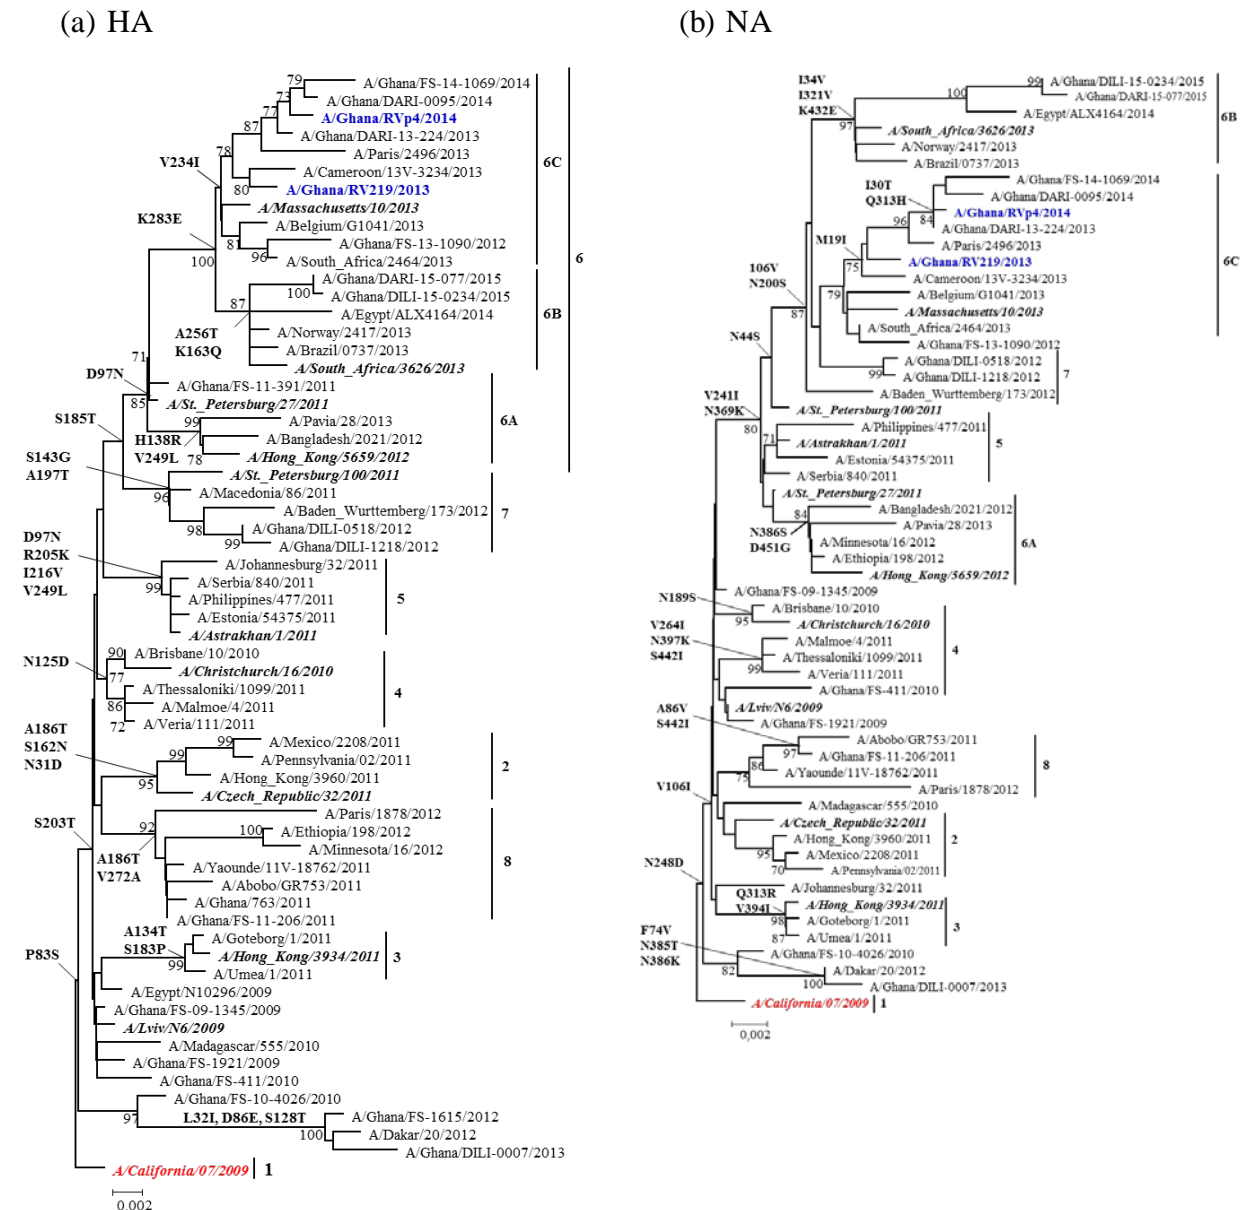 (a) HA
79
A/Ghana/FS-14-1069/2014
73
A/Ghana/DARI-0095/2014
77
A/Ghana/RVp4/2014
87
A/Ghana/DARI-13-224/2013
78
A/Paris/2496/2013
6C
V234I
A/Cameroon/13V-3234/2013
80
A/Ghana/RV219/2013
A/Massachusetts/10/2013
K283E
A/Belgium/G1041/2013
81
A/Ghana/FS-13-1090/2012
96
100
A/South_Africa/2464/2013
6
A/Ghana/DARI-15-077/2015
100
A/Ghana/DILI-15-0234/2015
87
A/Egypt/ALX4164/2014
6B
A256T
K163Q
A/Norway/2417/2013
A/Brazil/0737/2013
71
A/South_Africa/3626/2013
D97N
A/Ghana/FS-11-391/2011
85
A/St._Petersburg/27/2011
S185T
99
A/Pavia/28/2013
6A
H138R
V249L
A/Bangladesh/2021/2012
78
A/Hong_Kong/5659/2012
S143G
A197T
A/St._Petersburg/100/2011
96
A/Macedonia/86/2011
A/Baden_Wurttemberg/173/2012
7
98
A/Ghana/DILI-0518/2012
99
A/Ghana/DILI-1218/2012
D97N
R205K
I216V
V249L
A/Johannesburg/32/2011
99
A/Serbia/840/2011
A/Philippines/477/2011
5
A/Estonia/54375/2011
A/Astrakhan/1/2011
N125D
90
A/Brisbane/10/2010
77
A/Christchurch/16/2010
A/Thessaloniki/1099/2011
4
86
A/Malmoe/4/2011
72
A/Veria/111/2011
A186T
S162N
N31D
99
A/Mexico/2208/2011
99
A/Pennsylvania/02/2011
2
95
A/Hong_Kong/3960/2011
A/Czech_Republic/32/2011
S203T
A/Paris/1878/2012
92
100
A/Ethiopia/198/2012
A/Minnesota/16/2012
A186T
V272A
A/Yaounde/11V-18762/2011
8
A/Abobo/GR753/2011
A/Ghana/763/2011
A/Ghana/FS-11-206/2011
A134T
S183P
A/Goteborg/1/2011
P83S
A/Hong_Kong/3934/2011
3
99
A/Umea/1/2011
A/Egypt/N10296/2009
A/Ghana/FS-09-1345/2009
A/Lviv/N6/2009
A/Madagascar/555/2010
A/Ghana/FS-1921/2009
A/Ghana/FS-411/2010
A/Ghana/FS-10-4026/2010
97
L32I, D86E, S128T
A/Ghana/FS-1615/2012
100
A/Dakar/20/2012
A/Ghana/DILI-0007/2013
A/California/07/2009
1
0.002
(b) NA
I34V
I321V
K432E
99
A/Ghana/DILI-15-0234/2015
100
A/Ghana/DARI-15-077/2015
A/Egypt/ALX4164/2014
6B
97
A/South_Africa/3626/2013
A/Norway/2417/2013
A/Brazil/0737/2013
I30T
Q313H
A/Ghana/FS-14-1069/2014
A/Ghana/DARI-0095/2014
84
A/Ghana/RVp4/2014
96
A/Ghana/DARI-13-224/2013
M19I
A/Paris/2496/2013
75
A/Ghana/RV219/2013
6C
106V
N200S
A/Cameroon/13V-3234/2013
79
A/Belgium/G1041/2013
87
A/Massachusetts/10/2013
A/South_Africa/2464/2013
N44S
A/Ghana/FS-13-1090/2012
A/Ghana/DILI-0518/2012
99
A/Ghana/DILI-1218/2012
7
A/Baden_Wurttemberg/173/2012
V241I
N369K
A/St._Petersburg/100/2011
80
A/Philippines/477/2011
71
A/Astrakhan/1/2011
5
A/Estonia/54375/2011
A/Serbia/840/2011
A/St._Petersburg/27/2011
84
A/Bangladesh/2021/2012
A/Pavia/28/2013
N386S
D451G
A/Minnesota/16/2012
6A
A/Ethiopia/198/2012
A/Hong_Kong/5659/2012
A/Ghana/FS-09-1345/2009
N189S
A/Brisbane/10/2010
95
A/Christchurch/16/2010
V264I
N397K
S442I
A/Malmoe/4/2011
4
A/Thessaloniki/1099/2011
99
A/Veria/111/2011
A/Ghana/FS-411/2010
A86V
S442I
A/Lviv/N6/2009
A/Ghana/FS-1921/2009
A/Abobo/GR753/2011
97
A/Ghana/FS-11-206/2011
86
8
75
A/Yaounde/11V-18762/2011
A/Paris/1878/2012
V106I
A/Madagascar/555/2010
A/Czech_Republic/32/2011
A/Hong_Kong/3960/2011
2
95
A/Mexico/2208/2011
70
A/Pennsylvania/02/2011
N248D
A/Johannesburg/32/2011
Q313R
V394I
A/Hong_Kong/3934/2011
98
A/Goteborg/1/2011
3
87
A/Umea/1/2011
F74V
N385T
N386K
A/Ghana/FS-10-4026/2010
82
A/Dakar/20/2012
100
A/Ghana/DILI-0007/2013
A/California/07/2009
1
0,002